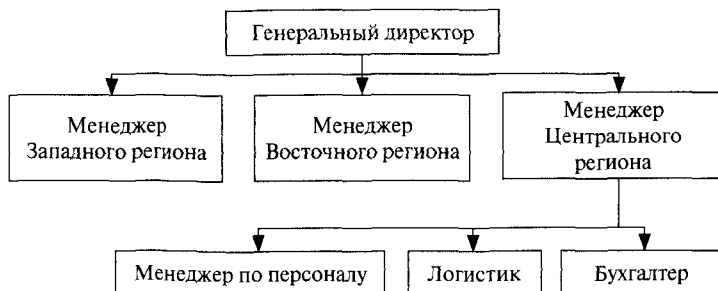 Генеральный директор
Менеджер
Западного региона
Менеджер
Восточного региона
Менеджер
Центрального
региона
Менеджер по персоналу
Логистик
Бухгалтер